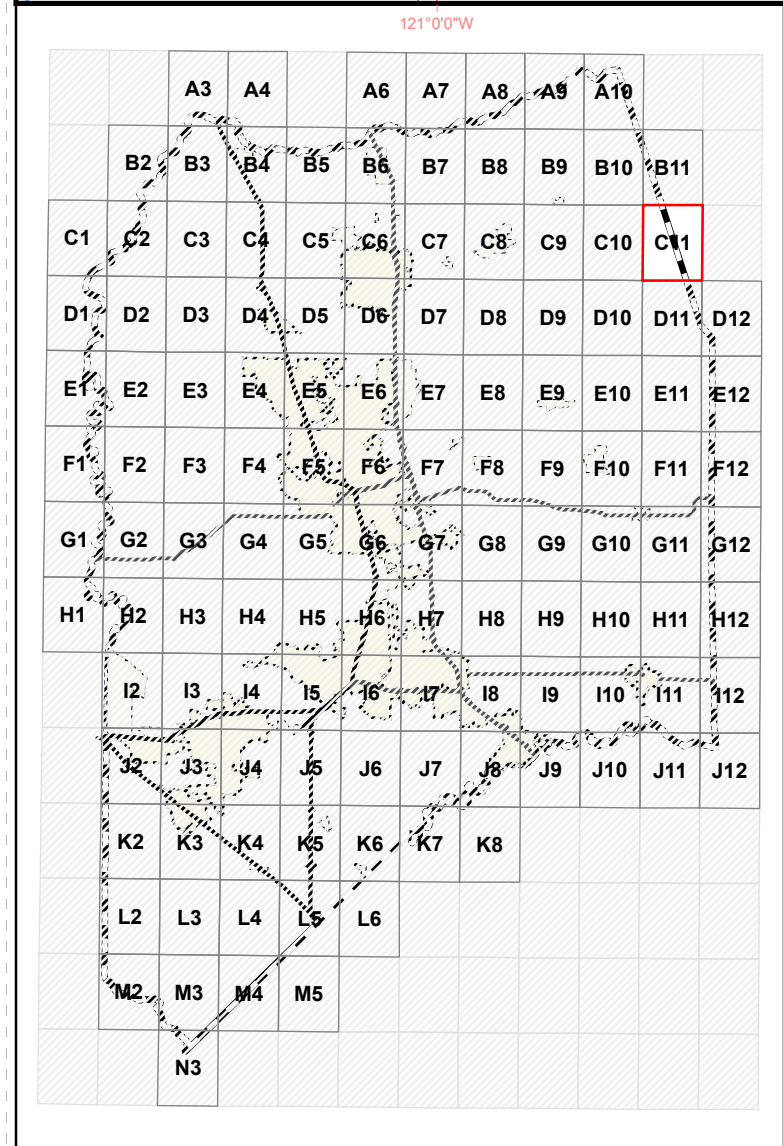 121°0'0"W
A3 A4 A6 A7 A8 A9 A10
B2 B3 B4 B5 B6 B7 B8 B9 B10 B11
C1 C2 C3 C4 C5 C6 C7 C8 C9 C10 C11
D1 D2 D3 D4 D5 D6 D7 D8 D9 D10 D11 D12
E1 E2 E3 E4 E5 E6 E7 E8 E9 E10 E11 E12
F1 F2 F3 F4 F5 F6 F7 F8 F9 F10 F11 F12
G1 G2 G3 G4 G5 G6 G7 G8 G9 G10 G11 G12
H1 H2 H3 H4 H5 H6 H7 H8 H9 H10 H11 H12
I2 I3 I4 I5 I6 I7 I8 I9 I10 I11 I12
J2 J3 J4 J5 J6 J7 J8 J9 J10 J11 J12
K2 K3 K4 K5 K6 K7 K8
L2 L3 L4 L5 L6
M2 M3 M4 M5
N3